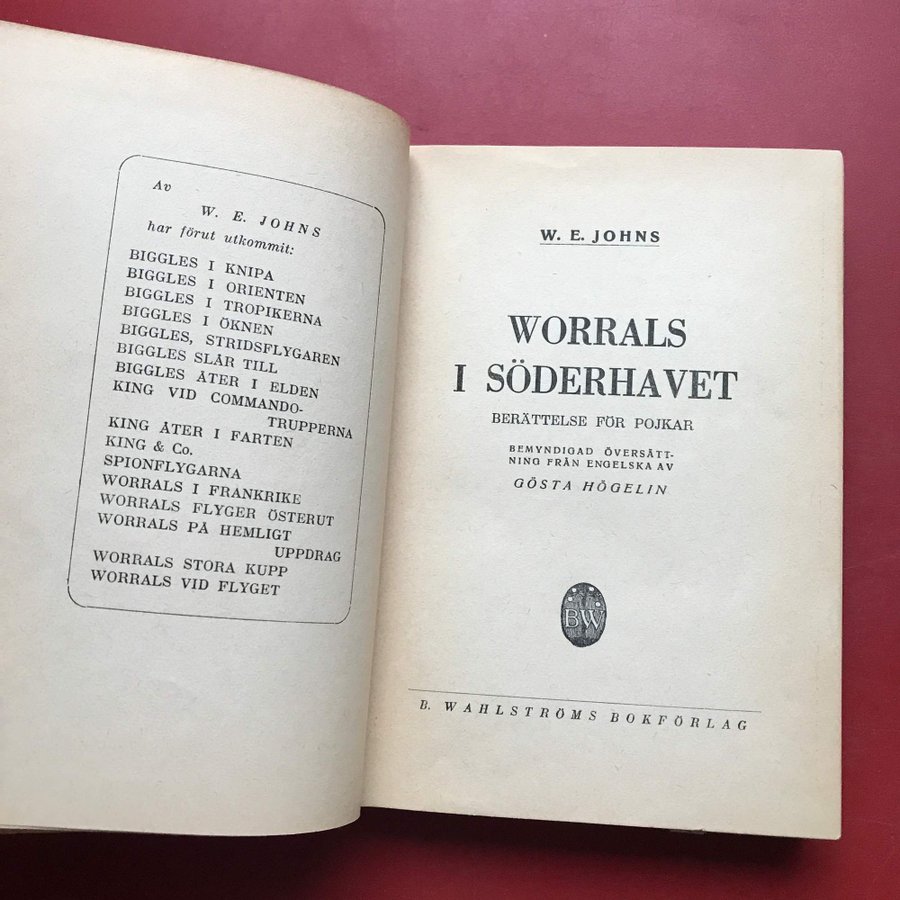 Av
W. E. JOHNS
har förut utkommit:
BIGGLES I KNIPA
BIGGLES I ORIENTEN
BIGGLES I TROPIKERNA
BIGGLES I ÖKNEN
BIGGLES, STRIDSFLYGAREN
BIGGLES SLÅR TILL
BIGGLES ÅTER I ELDEN
KING VID COMMANDO-
TRUPPERNA
KING ÅTER I FARTEN
KING & Co.
SPIONFLYGARNA
WORRALS I FRANKRIKE
WORRALS FLYGER ÖSTERUT
WORRALS PÅ HEMLIGT
UPPDRAG
WORRALS STORA KUPP
WORRALS VID FLYGET
W. E. JOHNS
WORRALS
I SÖDERHAVET
BERÄTTELSE FÖR POJKAR
BEMYNDIGAD ÖVERSÄTT-
NING FRÅN ENGELSKA AV
GÖSTA HÖGELIN
BW
B. WAHLSTRÖMS BOKFÖRLAG